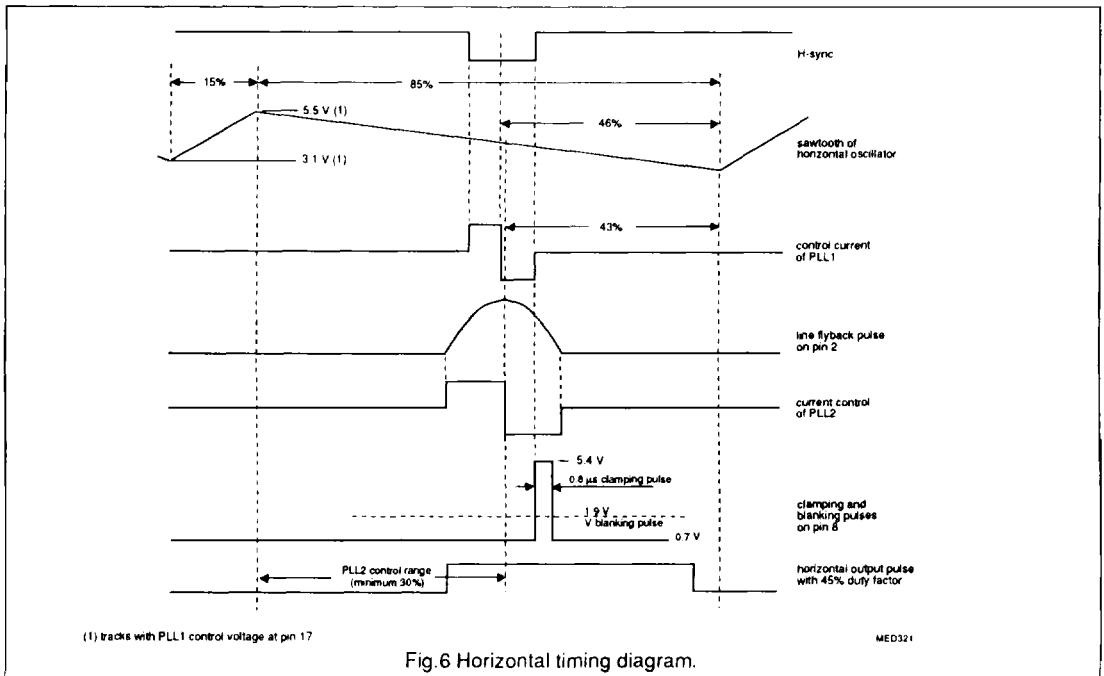 H-sync
15%
85%
5.5 V (1)
46%
sawtooth of
horizontal oscillator
3.1 V (1)
43%
control current
of PLL1
line flyback pulse
on pin 2
current control
of PLL2
5.4 V
0.8 µs clamping pulse
1.9 V
V blanking pulse
clamping and
blanking pulses
on pin 8
0.7 V
PLL2 control range
(minimum 30%)
horizontal output pulse
with 45% duty factor
(1) tracks with PLL1 control voltage at pin 17
MED321
Fig.6 Horizontal timing diagram.